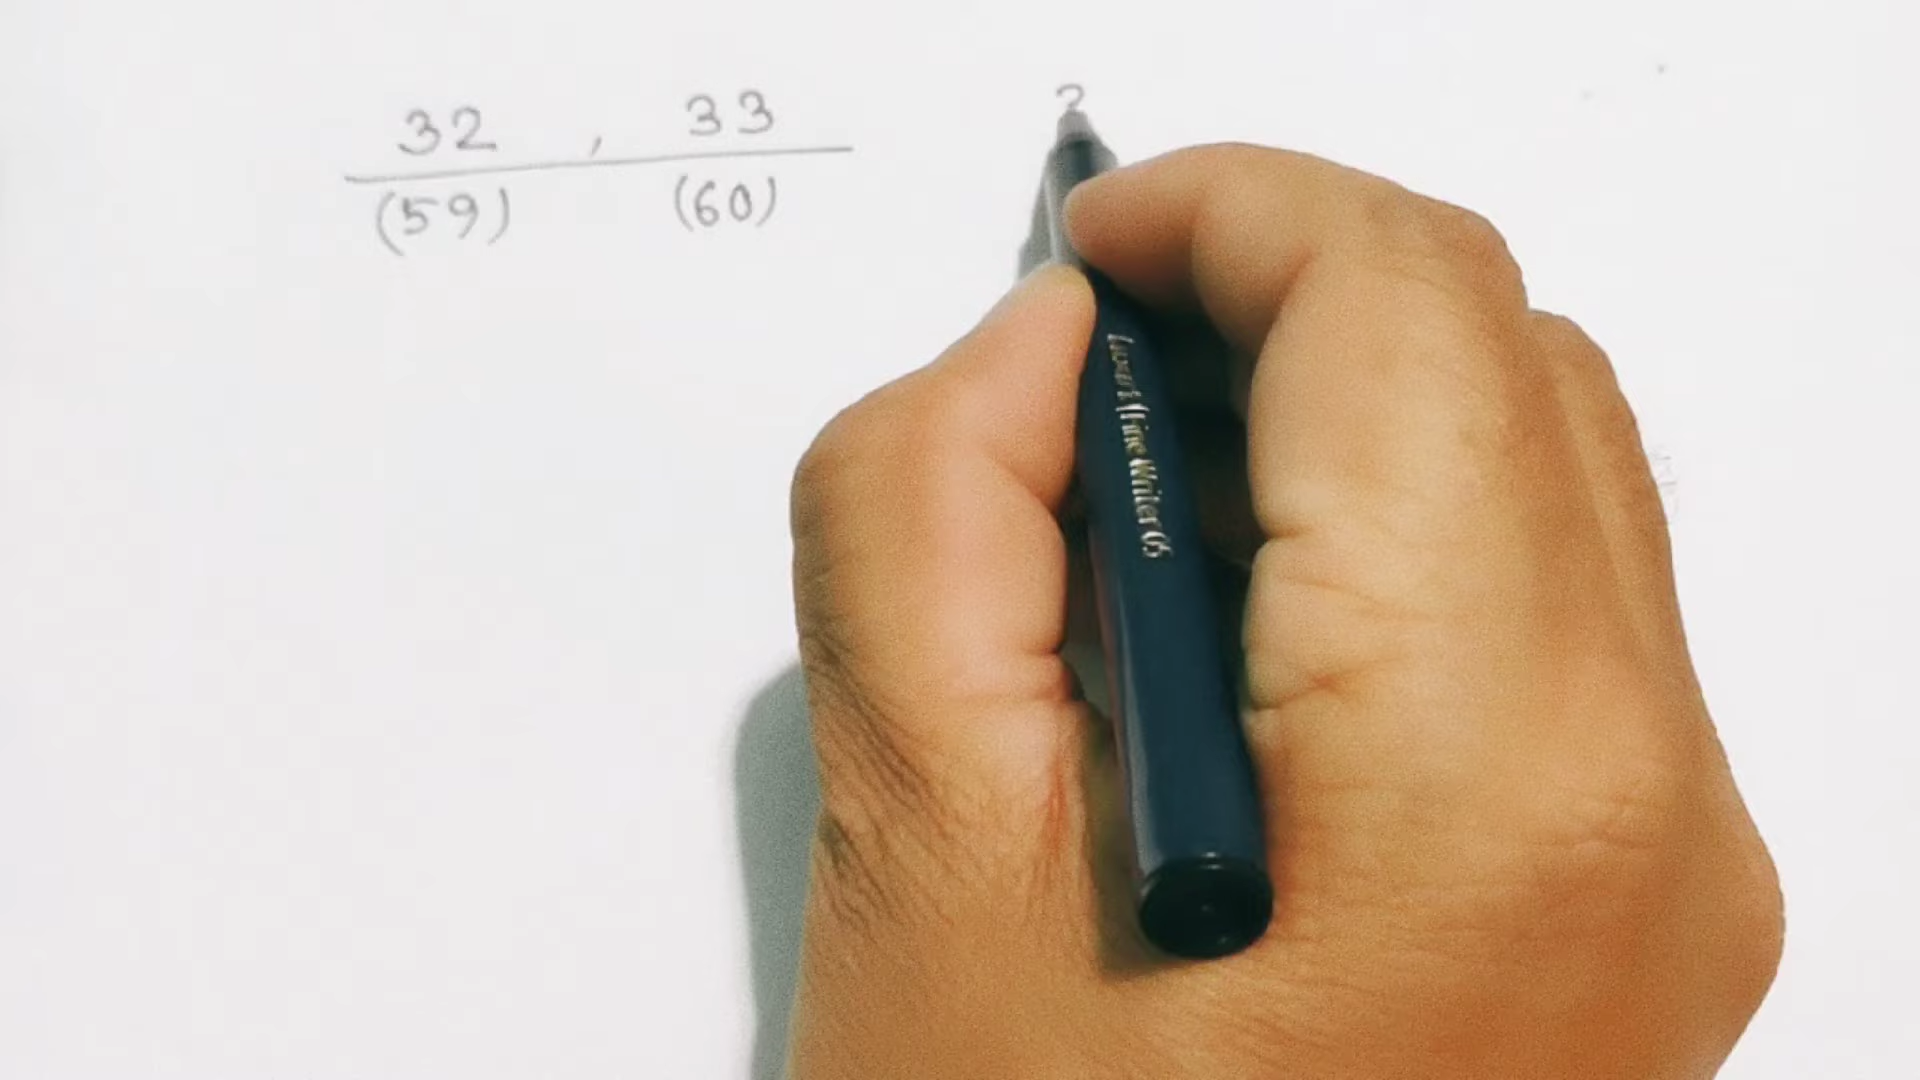 32 , 33
(59) (60)
Luxor (Fine Writer 05